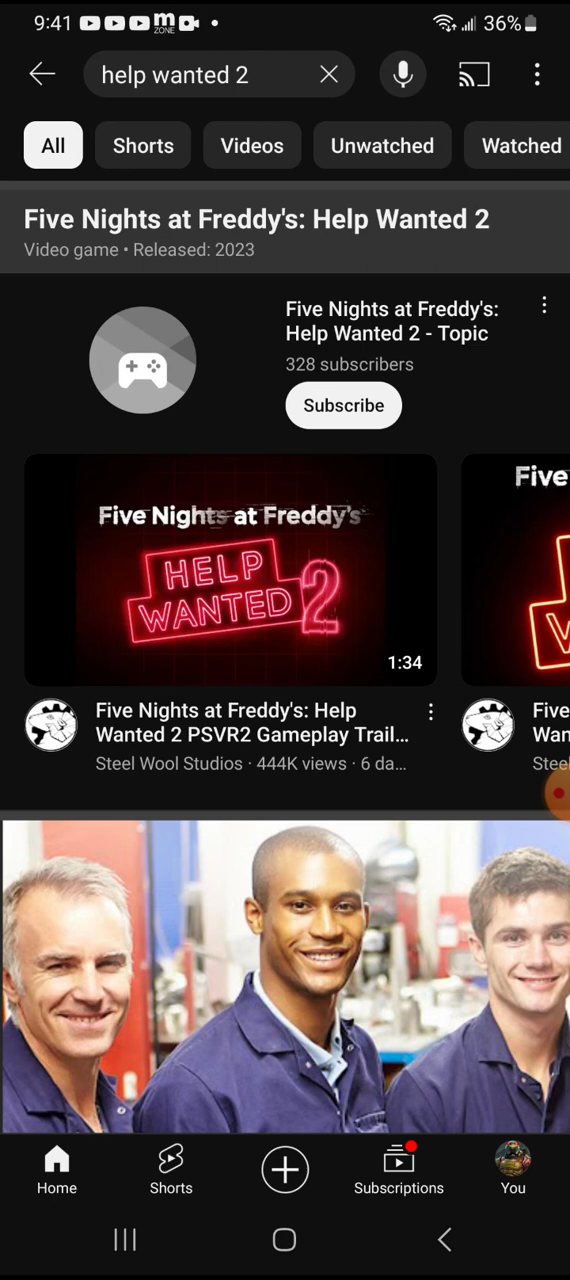 9:41
m
ZONE
36%
help wanted 2
All
Shorts
Videos
Unwatched
Watched
Five Nights at Freddy's: Help Wanted 2
Video game • Released: 2023
Five Nights at Freddy's:
Help Wanted 2 - Topic
328 subscribers
Subscribe
Five Nights at Freddy's
HELP
WANTED 2
1:34
Five
W
Five Nights at Freddy's: Help
Wanted 2 PSVR2 Gameplay Trail...
Steel Wool Studios · 444K views · 6 da...
Five
Wan
Steel
Home
Shorts
Subscriptions
You